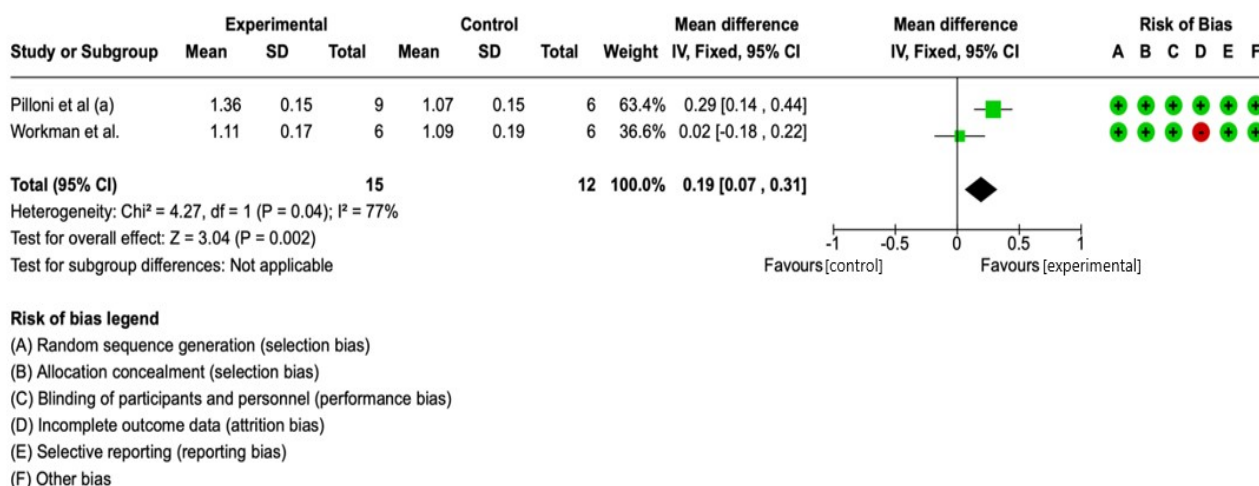 Experimental Control Mean difference Mean difference Risk of Bias
Study or Subgroup Mean SD Total Mean SD Total Weight IV, Fixed, 95% CI IV, Fixed, 95% CI A B C D E F
Pilloni et al (a) 1.36 0.15 9 1.07 0.15 6 63.4% 0.29 [0.14 , 0.44] + + + + + +
Workman et al. 1.11 0.17 6 1.09 0.19 6 36.6% 0.02 [-0.18 , 0.22] + + + - + +
Total (95% CI) 15 12 100.0% 0.19 [0.07 , 0.31]
Heterogeneity: Chi² = 4.27, df = 1 (P = 0.04); I² = 77%
Test for overall effect: Z = 3.04 (P = 0.002)
Test for subgroup differences: Not applicable
-1 -0.5 0 0.5 1
Favours [control] Favours [experimental]
Risk of bias legend
(A) Random sequence generation (selection bias)
(B) Allocation concealment (selection bias)
(C) Blinding of participants and personnel (performance bias)
(D) Incomplete outcome data (attrition bias)
(E) Selective reporting (reporting bias)
(F) Other bias